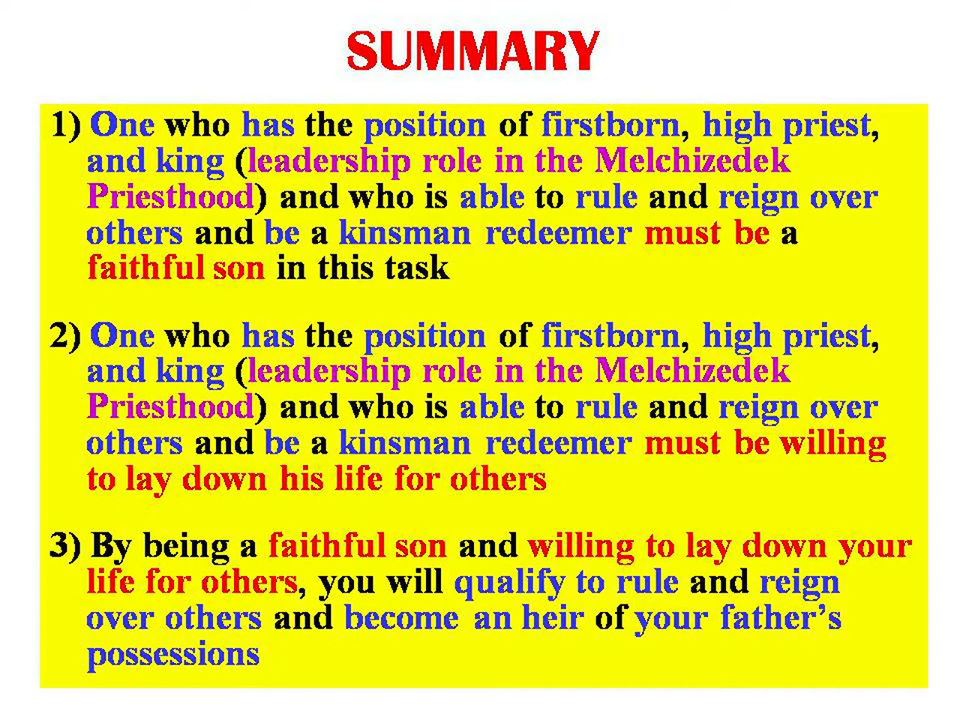 SUMMARY
1) One who has the position of firstborn, high priest,
and king (leadership role in the Melchizedek
Priesthood) and who is able to rule and reign over
others and be a kinsman redeemer must be a
faithful son in this task
2) One who has the position of firstborn, high priest,
and king (leadership role in the Melchizedek
Priesthood) and who is able to rule and reign over
others and be a kinsman redeemer must be willing
to lay down his life for others
3) By being a faithful son and willing to lay down your
life for others, you will qualify to rule and reign
over others and become an heir of your father’s
possessions